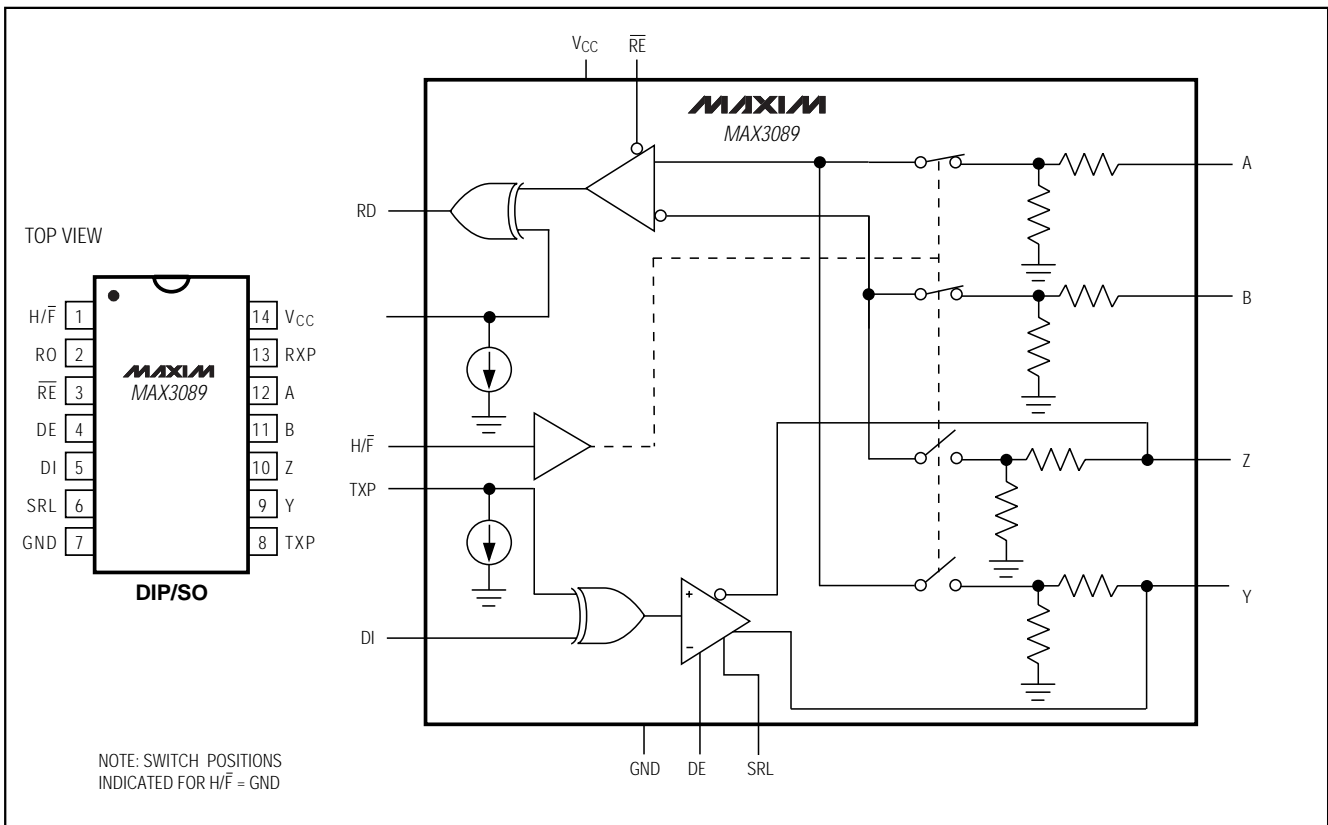 TOP VIEW
H/F̅ 1
RO 2
R̅E̅ 3
DE 4
DI 5
SRL 6
GND 7
14 VCC
13 RXP
12 A
11 B
10 Z
9 Y
8 TXP
MAXIM
MAX3089
DIP/SO
NOTE: SWITCH POSITIONS
INDICATED FOR H/F̅ = GND
VCC
R̅E̅
MAXIM
MAX3089
RD
H/F̅
TXP
DI
+
-
A
B
Z
Y
GND
DE
SRL